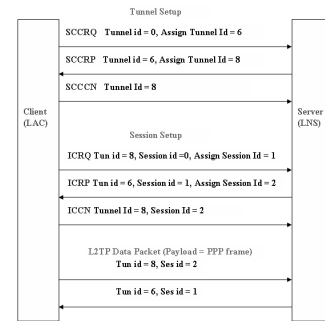 Tunnel Setup
SCCRQ Tunnel id = 0, Assign Tunnel Id = 6
SCCRP Tunnel id = 6, Assign Tunnel Id = 8
SCCCN Tunnel Id = 8
Client
(LAC)
Server
(LNS)
Session Setup
ICRQ Tun id = 8, Session id =0, Assign Session Id = 1
ICRP Tun id = 6, Session id = 1, Assign Session Id = 2
ICCN Tunnel Id = 8, Session Id = 2
L2TP Data Packet (Payload = PPP frame)
Tun id = 8, Ses id = 2
Tun id = 6, Ses id = 1